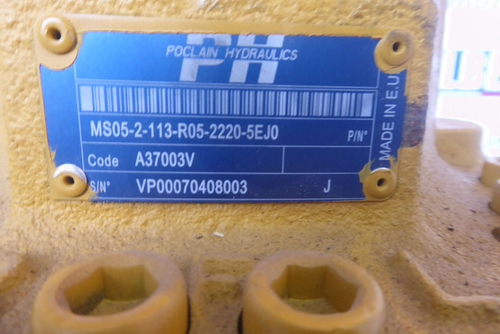 PH
POCLAIN HYDRAULICS
MS05-2-113-R05-2220-5EJ0 P/N°
Code A37003V
S/N° VP00070408003 J
MADE IN E.U